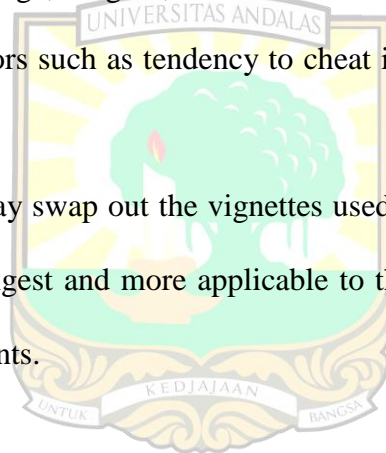 UNIVERSITAS ANDALAS
ors such as tendency to cheat i
ay swap out the vignettes used
gest and more applicable to th
nts.
KEDJAJAAN
UNTUK
BANGSA